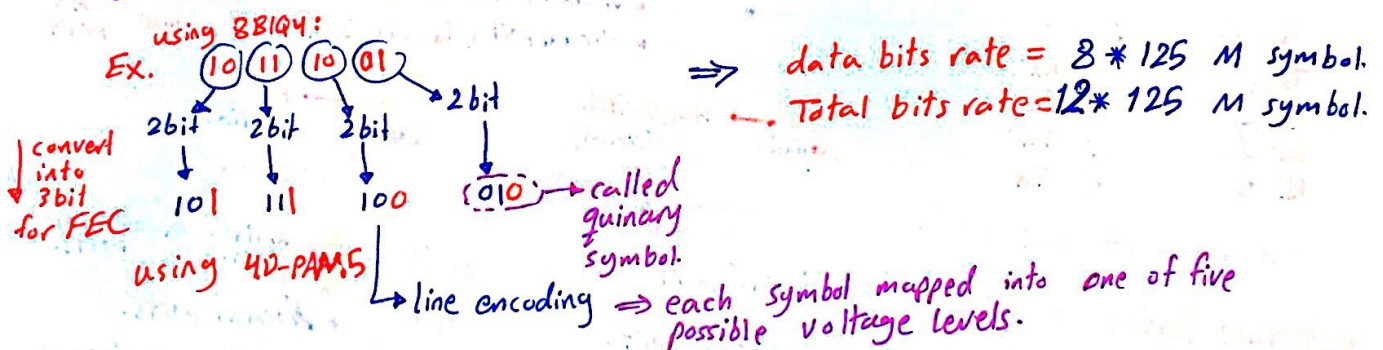 using 8B1Q4:
Ex. 10 11 10 01
⇒ data bits rate = 8 * 125 M symbol.
Total bits rate = 12 * 125 M symbol.
2bit 2bit 2bit 2bit
convert
into
3bit
for FEC
101 111 100 010 → called
quinary
symbol.
using 4D-PAM5
line encoding ⇒ each symbol mapped into one of five
possible voltage levels.